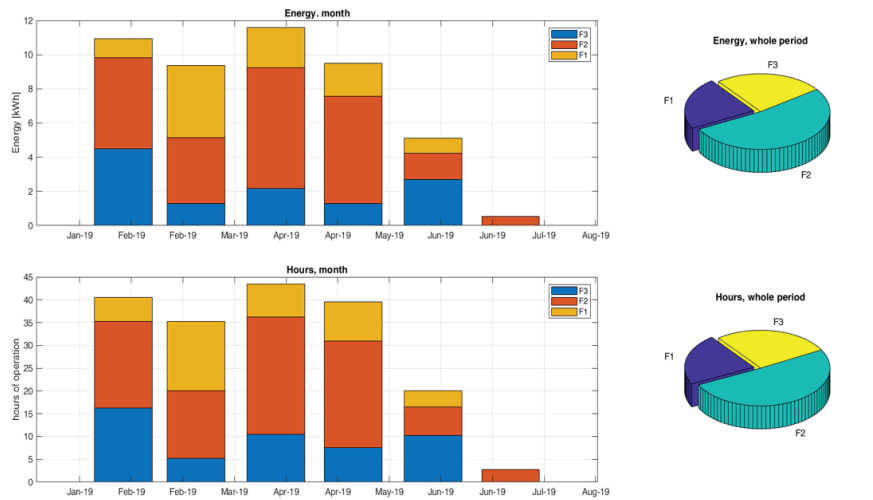 Energy. month
Energy [kWh]
12
10
8
6
4
2
0
F3
F2
F1
Jan-19 Feb-19 Feb-19 Mar-19 Apr-19 Apr-19 May-19 Jun-19 Jun-19 Jul-19 Aug-19
Energy, whole period
F3
F1
F2
Hours, month
hours of operation
45
40
35
30
25
20
15
10
5
0
F3
F2
F1
Jan-19 Feb-19 Feb-19 Mar-19 Apr-19 Apr-19 May-19 Jun-19 Jun-19 Jul-19 Aug-19
Hours, whole period
F3
F1
F2